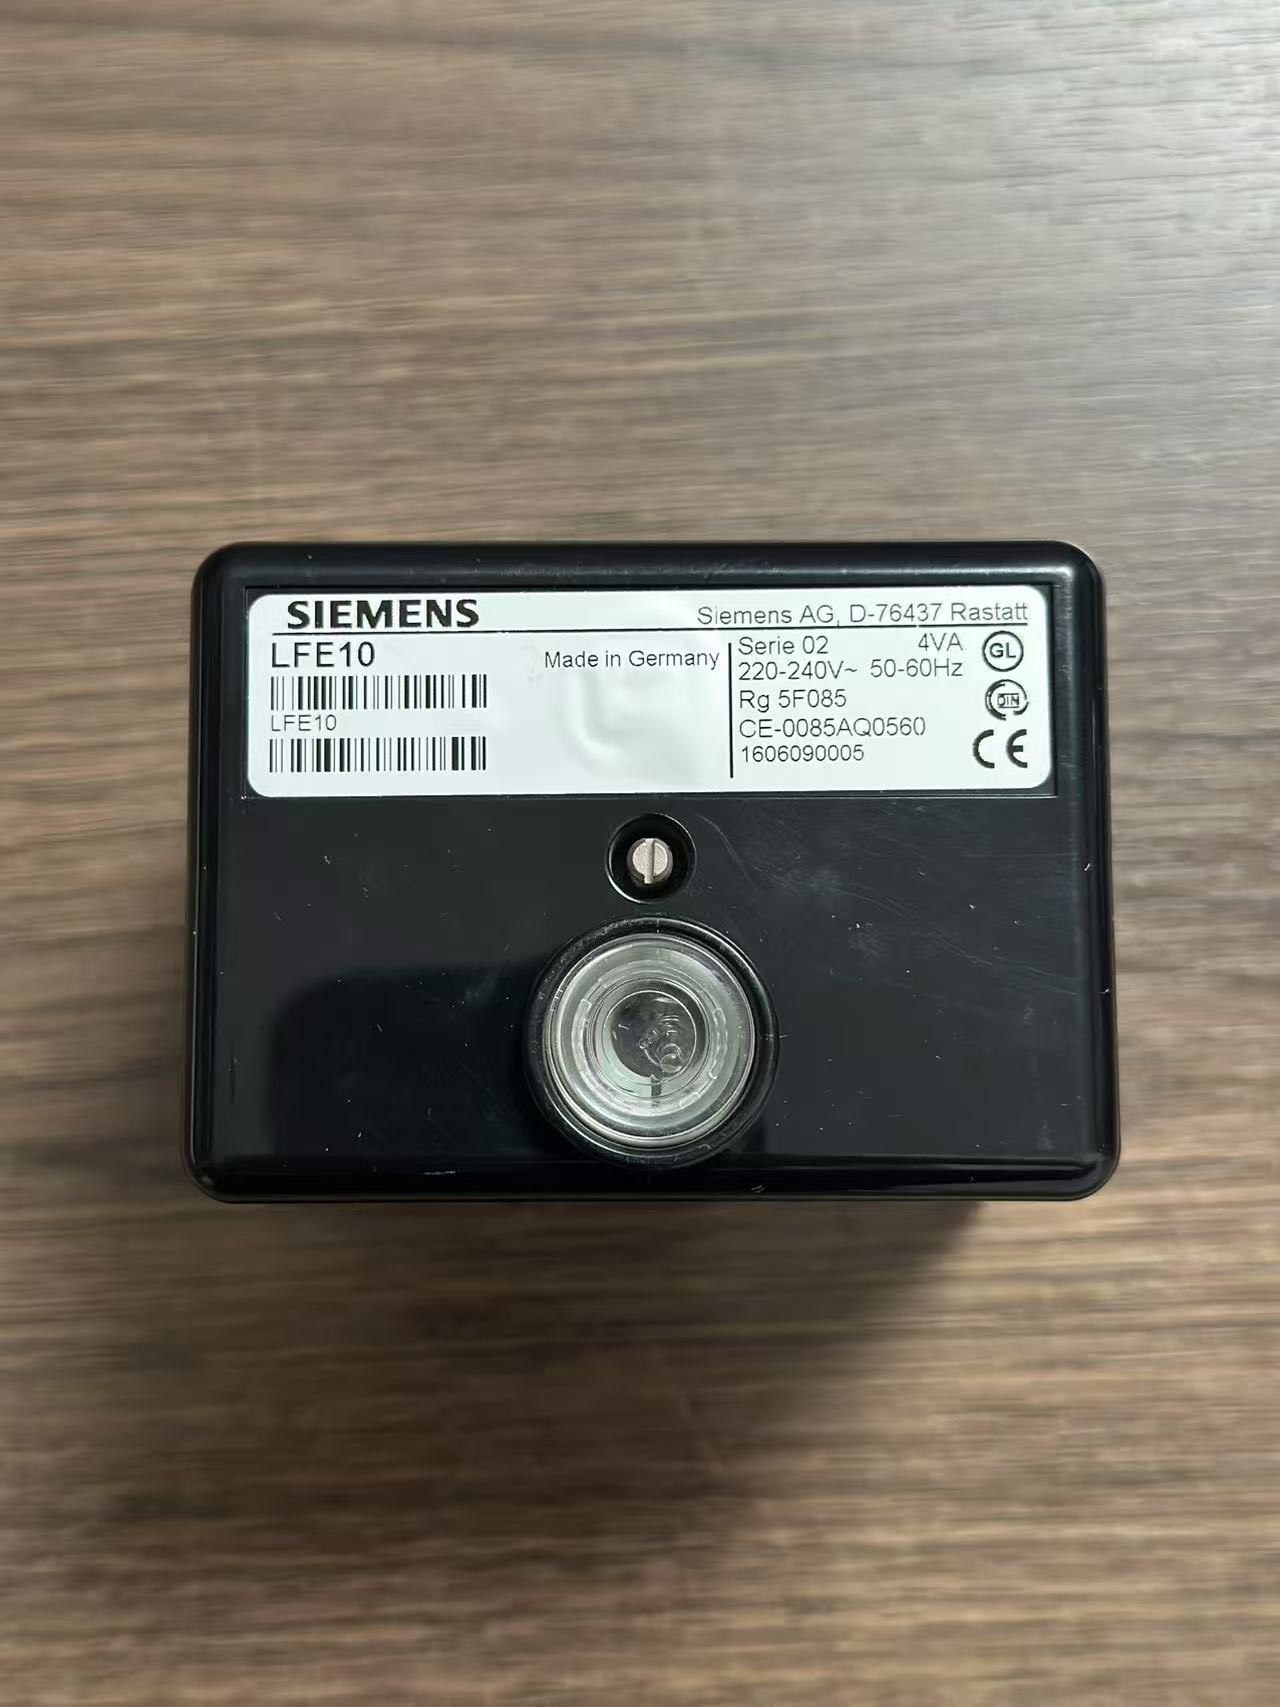 SIEMENS
Siemens AG, D-76437 Rastatt
LFE10
Made in Germany
LFE10
Serie 02 4VA
220-240V~ 50-60Hz
Rg 5F085
CE-0085AQ0560
1606090005
GL
DIN
CE